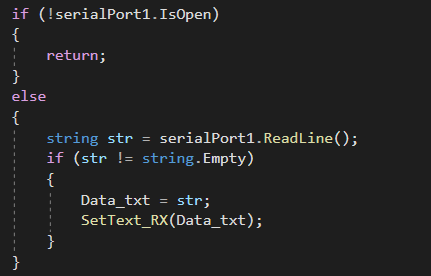 if (!serialPort1.IsOpen)
{
    return;
}
else
{
    string str = serialPort1.ReadLine();
    if (str != string.Empty)
    {
        Data_txt = str;
        SetText_RX(Data_txt);
    }
}